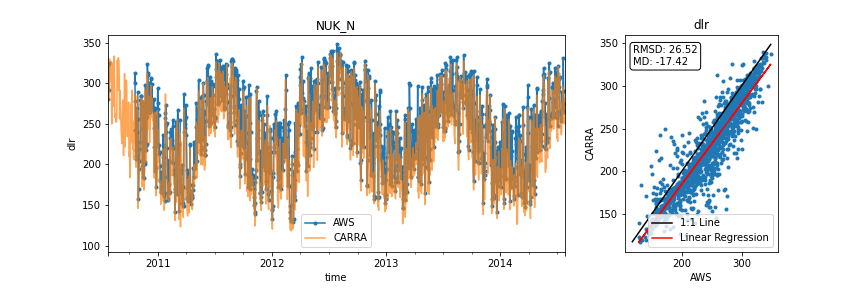 NUK_N
dlr
350
300
250
200
150
100
dlr
AWS
CARRA
2011
2012
2013
2014
time
350
300
250
200
150
CARRA
RMSD: 26.52
MD: -17.42
1:1 Line
Linear Regression
200
300
AWS